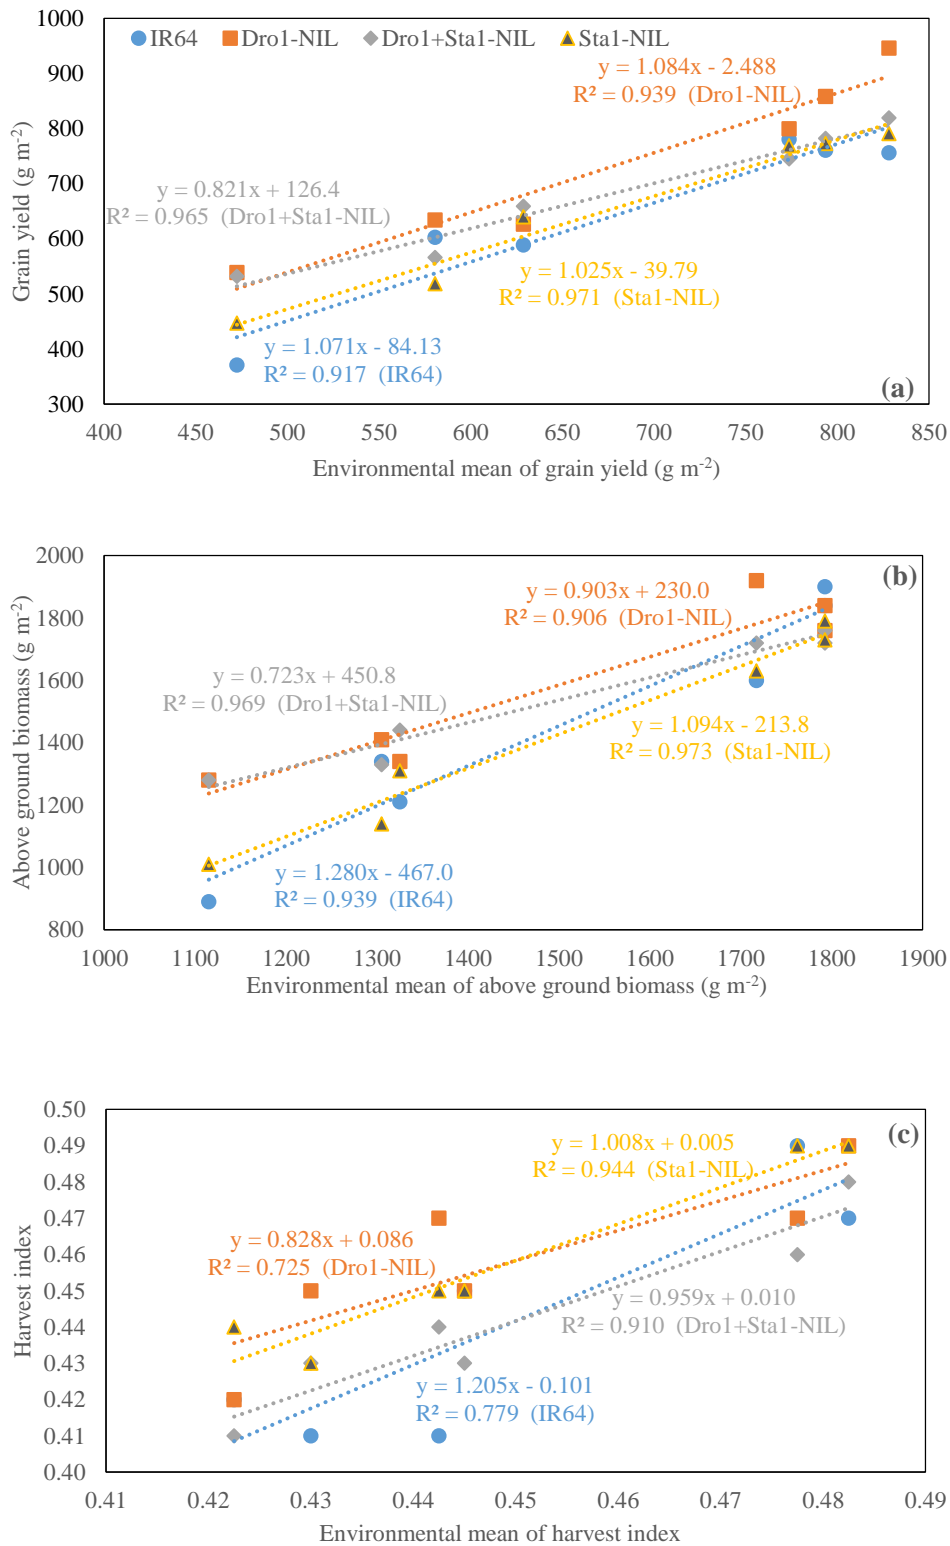 1000
900
800
700
600
500
400
300
Grain yield (g m⁻²)
IR64 Dro1-NIL Dro1+Sta1-NIL Sta1-NIL
y = 1.084x - 2.488
R² = 0.939 (Dro1-NIL)
y = 0.821x + 126.4
R² = 0.965 (Dro1+Sta1-NIL)
y = 1.025x - 39.79
R² = 0.971 (Sta1-NIL)
y = 1.071x - 84.13
R² = 0.917 (IR64)
(a)
400 450 500 550 600 650 700 750 800 850
Environmental mean of grain yield (g m⁻²)
2000
1800
1600
1400
1200
1000
800
Above ground biomass (g m⁻²)
(b)
y = 0.903x + 230.0
R² = 0.906 (Dro1-NIL)
y = 0.723x + 450.8
R² = 0.969 (Dro1+Sta1-NIL)
y = 1.094x - 213.8
R² = 0.973 (Sta1-NIL)
y = 1.280x - 467.0
R² = 0.939 (IR64)
1000 1100 1200 1300 1400 1500 1600 1700 1800 1900
Environmental mean of above ground biomass (g m⁻²)
0.50
0.49
0.48
0.47
0.46
0.45
0.44
0.43
0.42
0.41
0.40
Harvest index
(c)
y = 1.008x + 0.005
R² = 0.944 (Sta1-NIL)
y = 0.828x + 0.086
R² = 0.725 (Dro1-NIL)
y = 0.959x + 0.010
R² = 0.910 (Dro1+Sta1-NIL)
y = 1.205x - 0.101
R² = 0.779 (IR64)
0.41 0.42 0.43 0.44 0.45 0.46 0.47 0.48 0.49
Environmental mean of harvest index